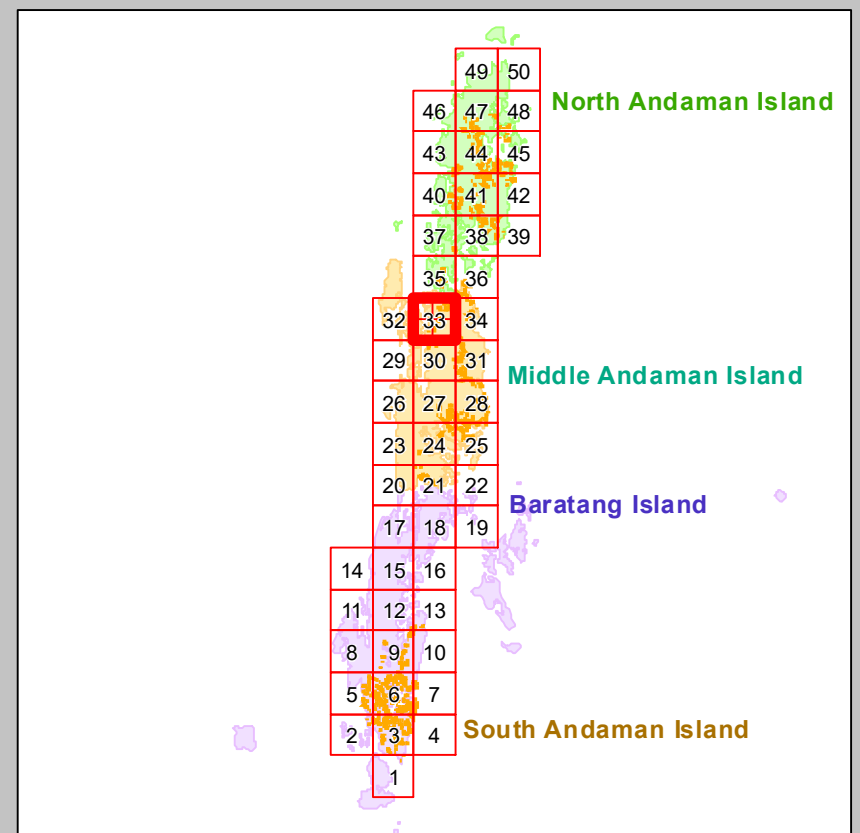 49 50
North Andaman Island
46 47 48
43 44 45
40 41 42
37 38 39
35 36
32 33 34
29 30 31
Middle Andaman Island
26 27 28
23 24 25
20 21 22
Baratang Island
17 18 19
14 15 16
11 12 13
8 9 10
5 6 7
2 3 4
South Andaman Island
1